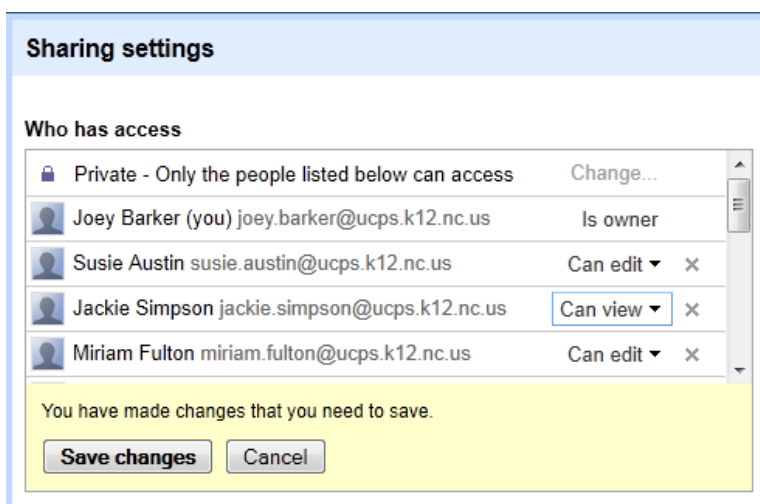 Sharing settings
Who has access
Private - Only the people listed below can access Change...
Joey Barker (you) joey.barker@ucps.k12.nc.us Is owner
Susie Austin susie.austin@ucps.k12.nc.us Can edit
Jackie Simpson jackie.simpson@ucps.k12.nc.us Can view
Miriam Fulton miriam.fulton@ucps.k12.nc.us Can edit
You have made changes that you need to save.
Save changes Cancel